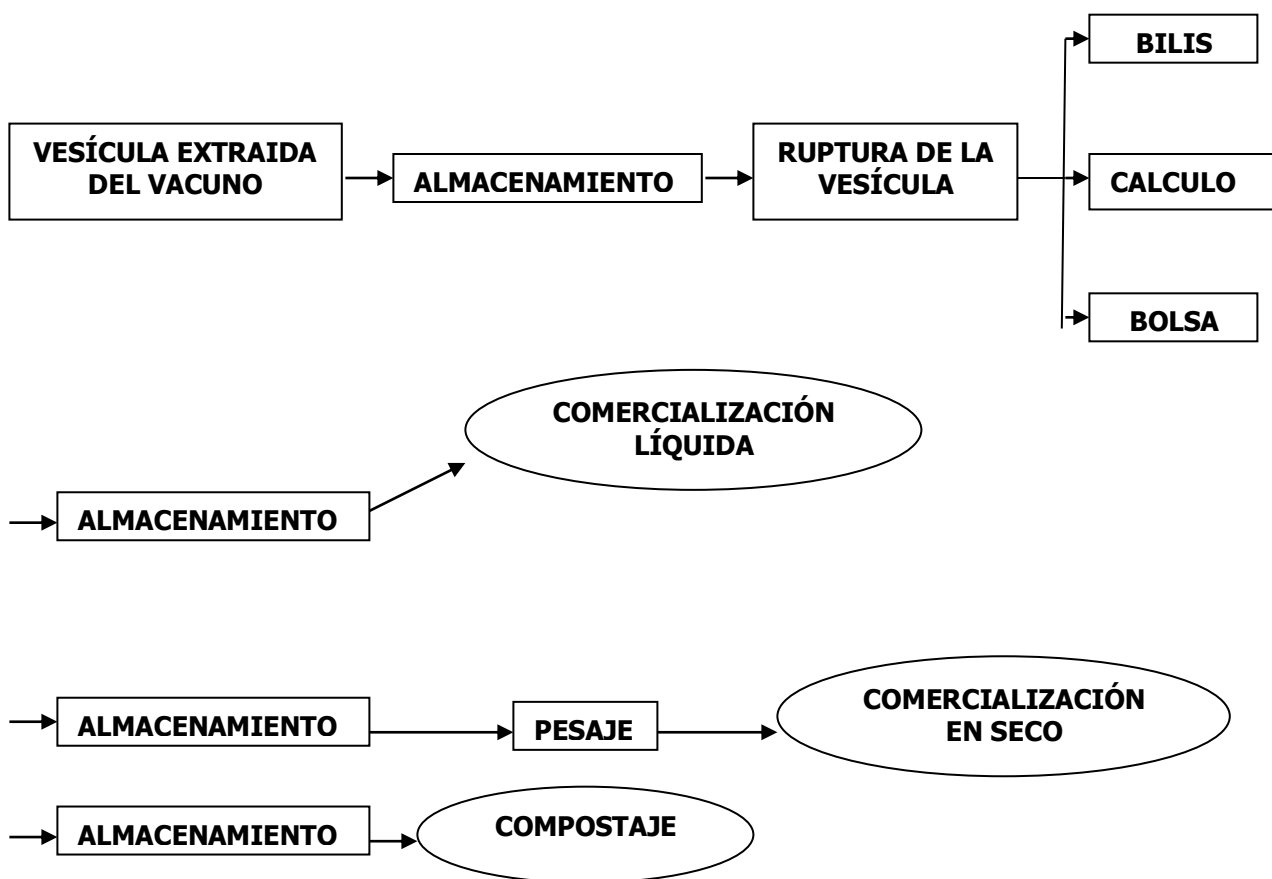 BILIS
VESÍCULA EXTRAIDA
DEL VACUNO
ALMACENAMIENTO
RUPTURA DE LA
VESÍCULA
CALCULO
BOLSA
COMERCIALIZACIÓN
LÍQUIDA
ALMACENAMIENTO
ALMACENAMIENTO
PESAJE
COMERCIALIZACIÓN
EN SECO
ALMACENAMIENTO
COMPOSTAJE